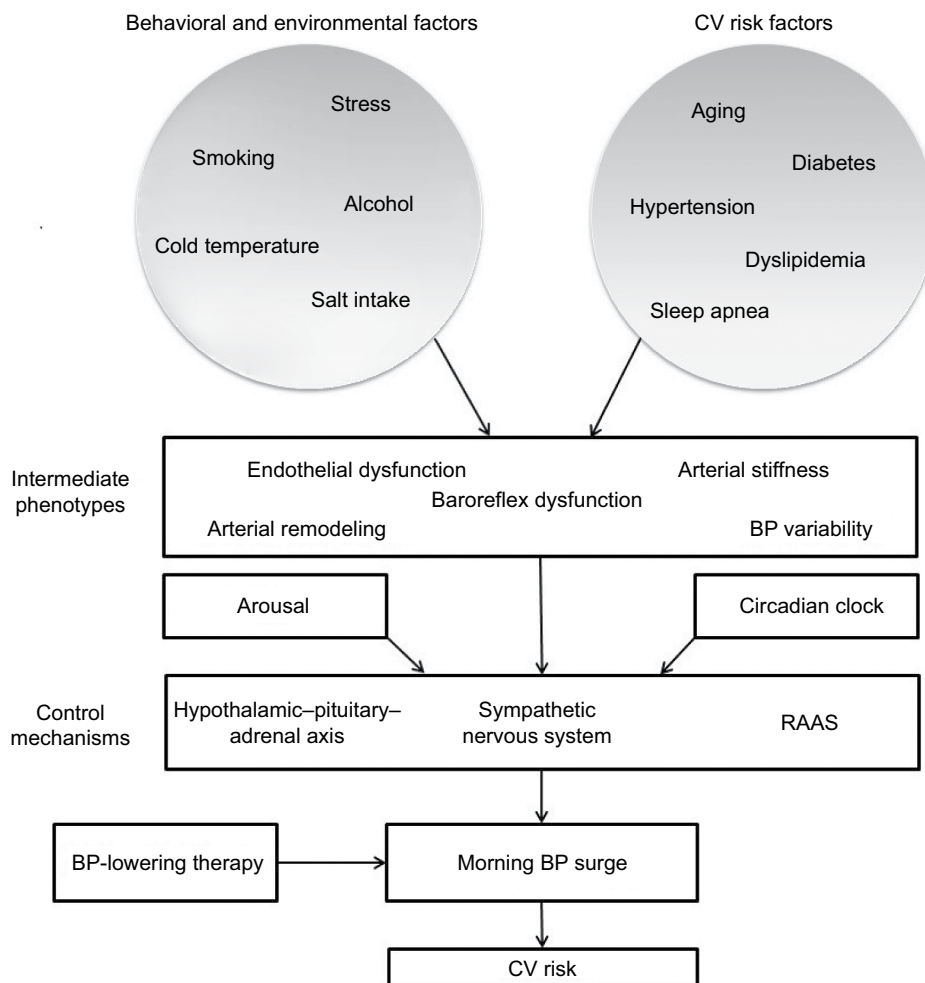 Behavioral and environmental factors
CV risk factors
Stress
Smoking
Alcohol
Cold temperature
Salt intake
Aging
Diabetes
Hypertension
Dyslipidemia
Sleep apnea
Intermediate
phenotypes
Endothelial dysfunction
Arterial stiffness
Baroreflex dysfunction
Arterial remodeling
BP variability
Arousal
Circadian clock
Control
mechanisms
Hypothalamic–pituitary–
adrenal axis
Sympathetic
nervous system
RAAS
BP-lowering therapy
Morning BP surge
CV risk